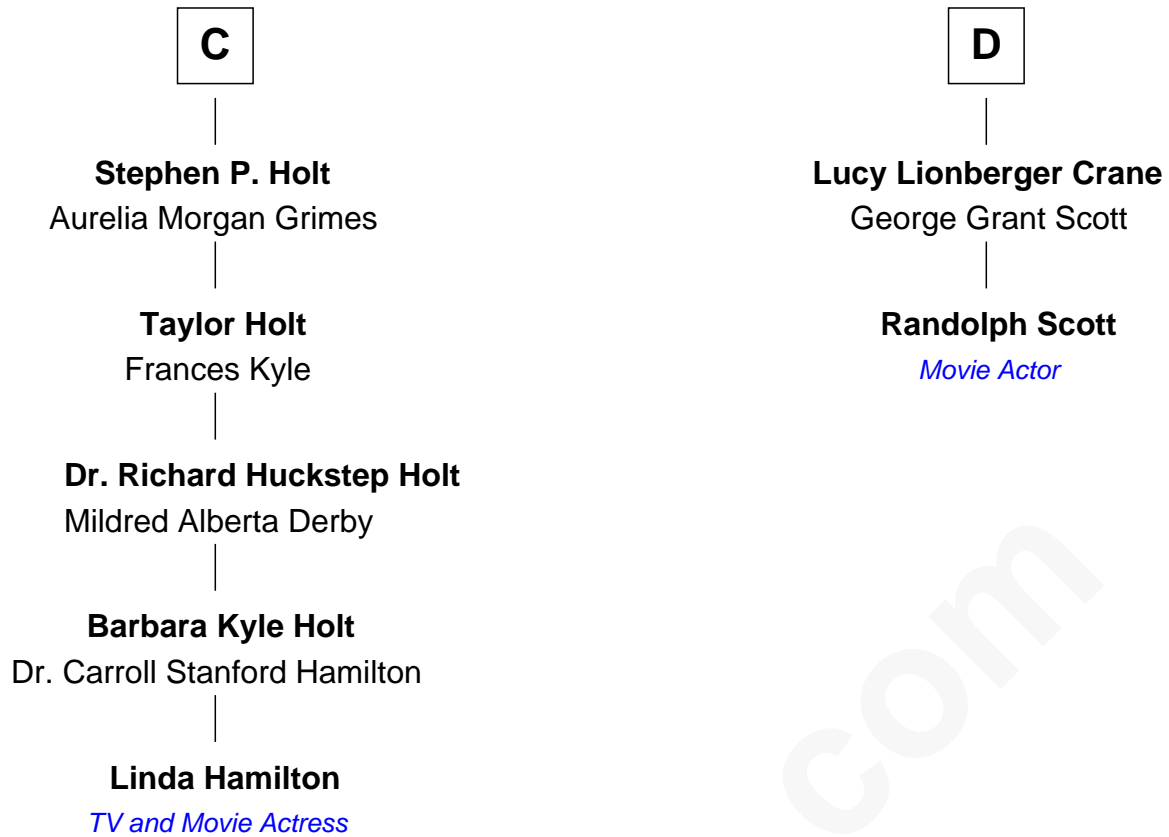 C
Stephen P. Holt
Aurelia Morgan Grimes
Taylor Holt
Frances Kyle
Dr. Richard Huckstep Holt
Mildred Alberta Derby
Barbara Kyle Holt
Dr. Carroll Stanford Hamilton
Linda Hamilton
TV and Movie Actress
D
Lucy Lionberger Crane
George Grant Scott
Randolph Scott
Movie Actor
com